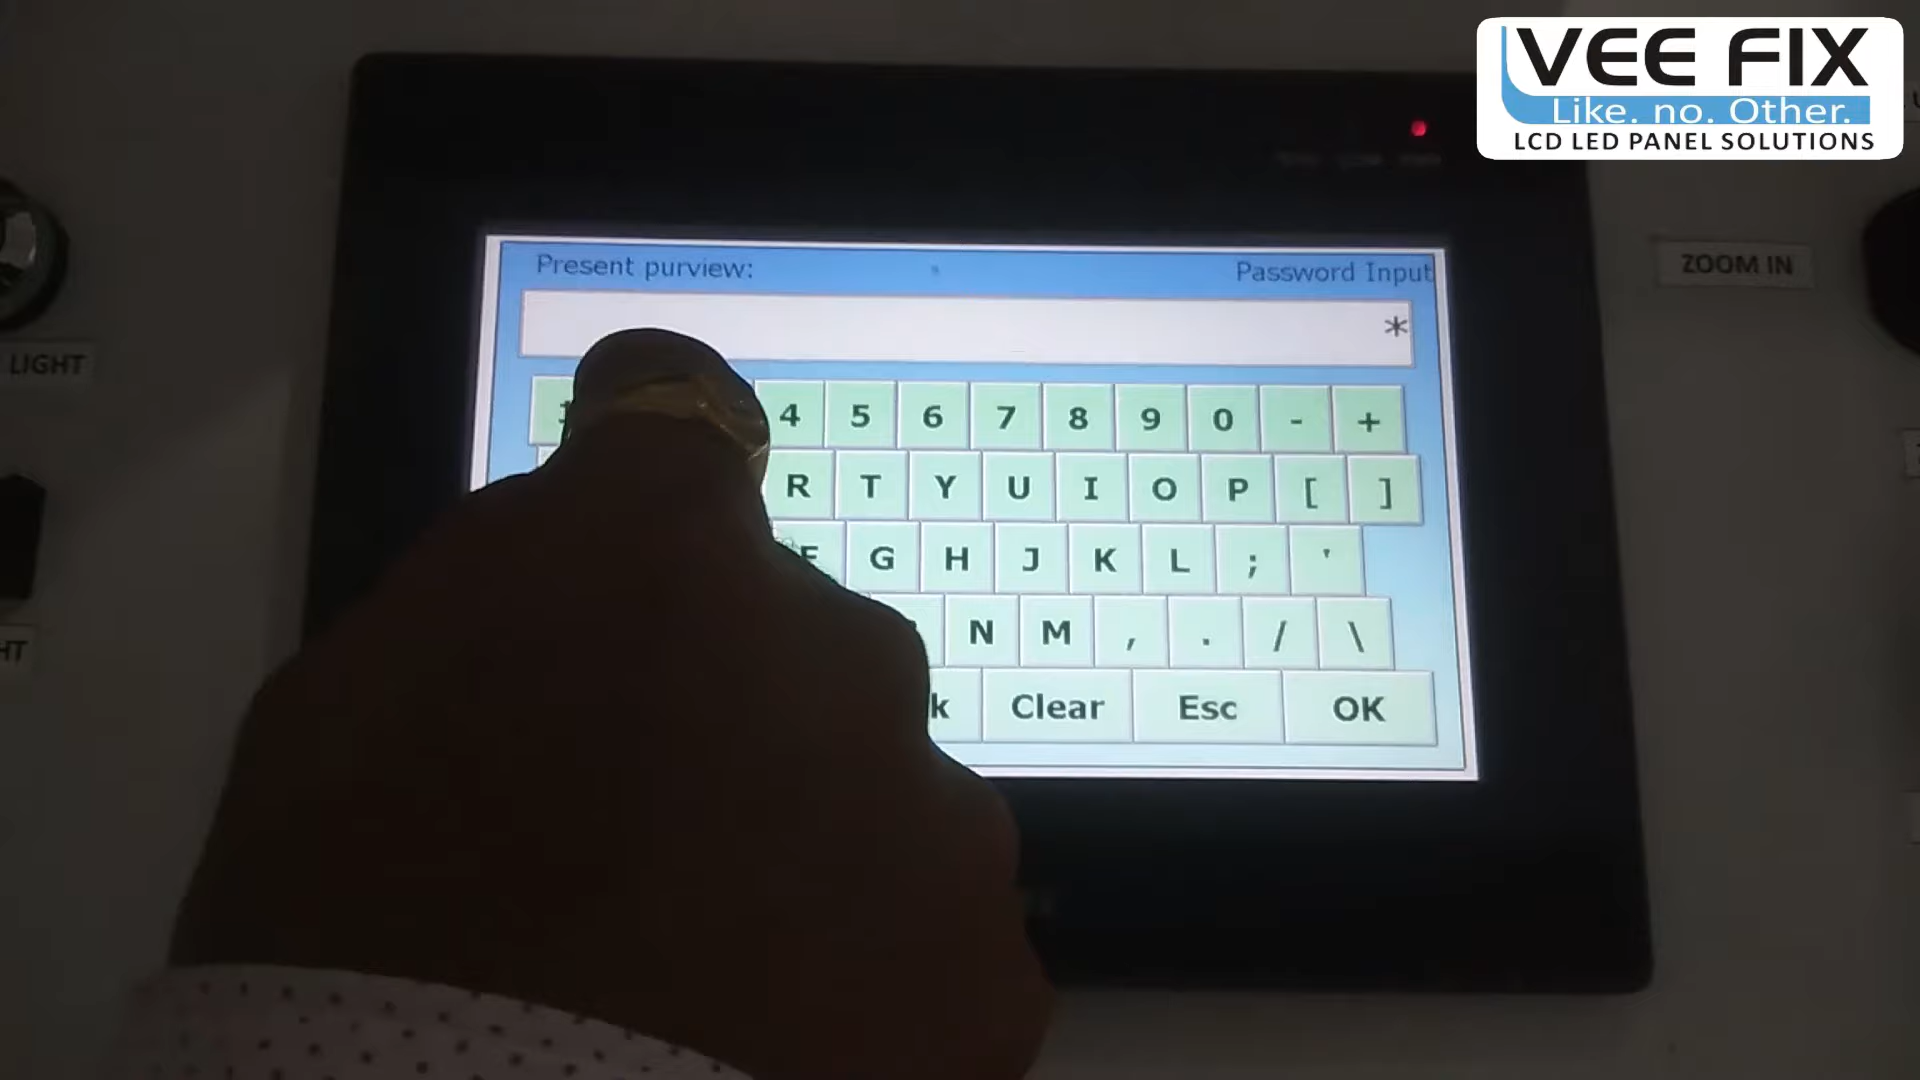 VEE FIX
Like. no. Other.
LCD LED PANEL SOLUTIONS
Present purview:
Password Input
*
ZOOM IN
LIGHT
4 5 6 7 8 9 0 - +
R T Y U I O P [ ]
F G H J K L ; '
N M , . / \
Clear Esc OK